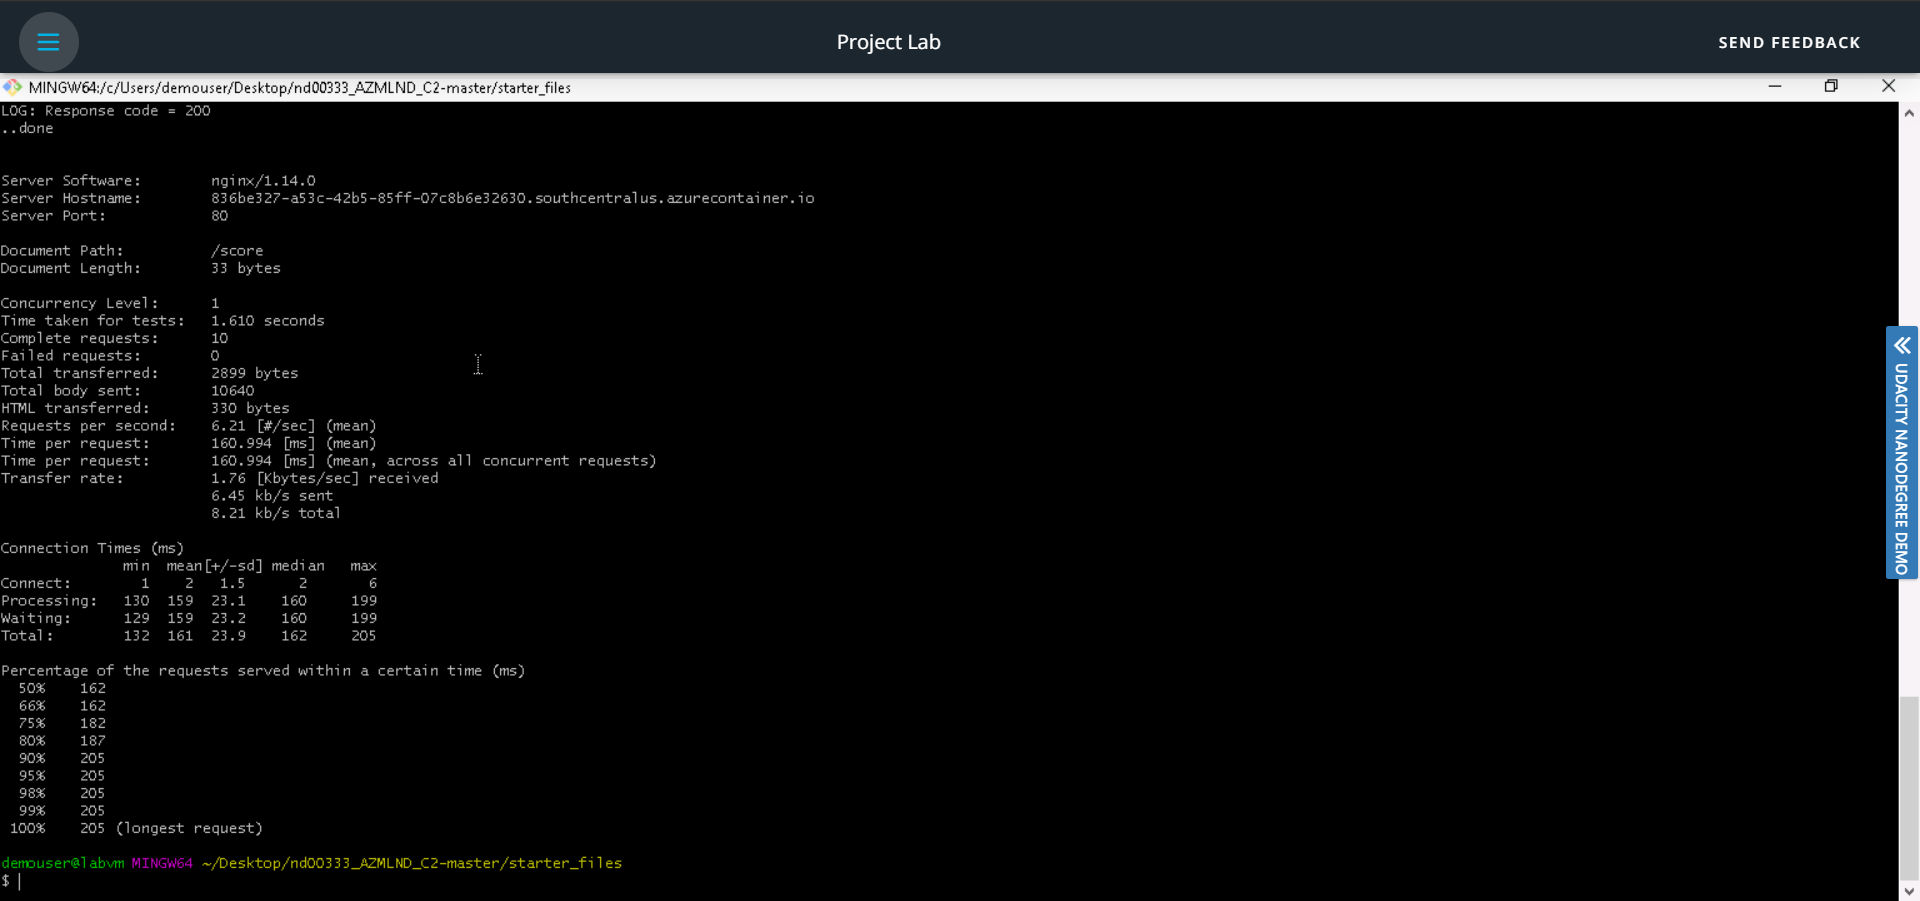 Project Lab
SEND FEEDBACK
MINGW64:/c/Users/demouser/Desktop/nd00333_AZMLND_C2-master/starter_files
LOG: Response code = 200
..done
Server Software: nginx/1.14.0
Server Hostname: 836be327-a53c-42b5-85ff-07c8b6e32630.southcentralus.azurecontainer.io
Server Port: 80
Document Path: /score
Document Length: 33 bytes
Concurrency Level: 1
Time taken for tests: 1.610 seconds
Complete requests: 10
Failed requests: 0
Total transferred: 2899 bytes
Total body sent: 10640
HTML transferred: 330 bytes
Requests per second: 6.21 [#/sec] (mean)
Time per request: 160.994 [ms] (mean)
Time per request: 160.994 [ms] (mean, across all concurrent requests)
Transfer rate: 1.76 [Kbytes/sec] received
6.45 kb/s sent
8.21 kb/s total
Connection Times (ms)
min mean[+/-sd] median max
Connect: 1 2 1.5 2 6
Processing: 130 159 23.1 160 199
Waiting: 129 159 23.2 160 199
Total: 132 161 23.9 162 205
Percentage of the requests served within a certain time (ms)
50% 162
66% 162
75% 182
80% 187
90% 205
95% 205
98% 205
99% 205
100% 205 (longest request)
demouser@labvm MINGW64 ~/Desktop/nd00333_AZMLND_C2-master/starter_files
$
UDACITY NANODEGREE DEMO